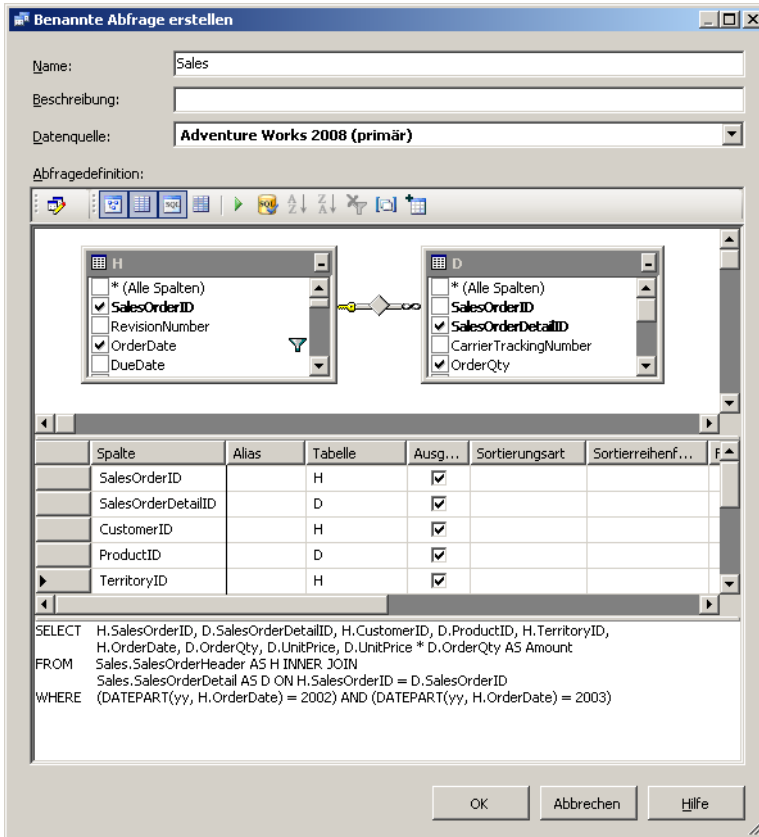 Benannte Abfrage erstellen
Name:
Sales
Beschreibung:
Datenquelle:
Adventure Works 2008 (primär)
Abfragedefinition:
SQL
SQL
A Z
Z A
H
* (Alle Spalten)
SalesOrderID
RevisionNumber
OrderDate
DueDate
D
* (Alle Spalten)
SalesOrderID
SalesOrderDetailID
CarrierTrackingNumber
OrderQty
Spalte Alias Tabelle Ausg... Sortierungsart Sortierreihenf... F
SalesOrderID H
SalesOrderDetailID D
CustomerID H
ProductID D
TerritoryID H
SELECT H.SalesOrderID, D.SalesOrderDetailID, H.CustomerID, D.ProductID, H.TerritoryID,
H.OrderDate, D.OrderQty, D.UnitPrice, D.UnitPrice * D.OrderQty AS Amount
FROM Sales.SalesOrderHeader AS H INNER JOIN
Sales.SalesOrderDetail AS D ON H.SalesOrderID = D.SalesOrderID
WHERE (DATEPART(yy, H.OrderDate) = 2002) AND (DATEPART(yy, H.OrderDate) = 2003)
OK
Abbrechen
Hilfe